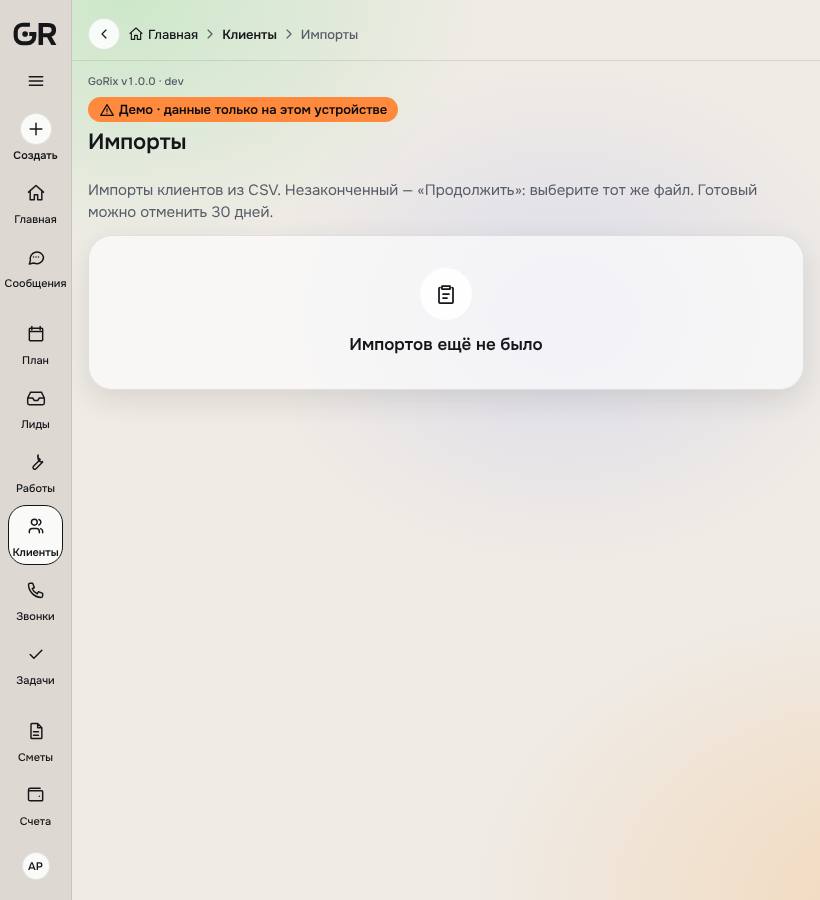 GR
Главная
Клиенты
Импорты
GoRix v1.0.0 · dev
Демо · данные только на этом устройстве
Импорты
Импорты клиентов из CSV. Незаконченный — «Продолжить»: выберите тот же файл. Готовый
можно отменить 30 дней.
Импортов ещё не было
Создать
Главная
Сообщения
План
Лиды
Работы
Клиенты
Звонки
Задачи
Сметы
Счета
AP